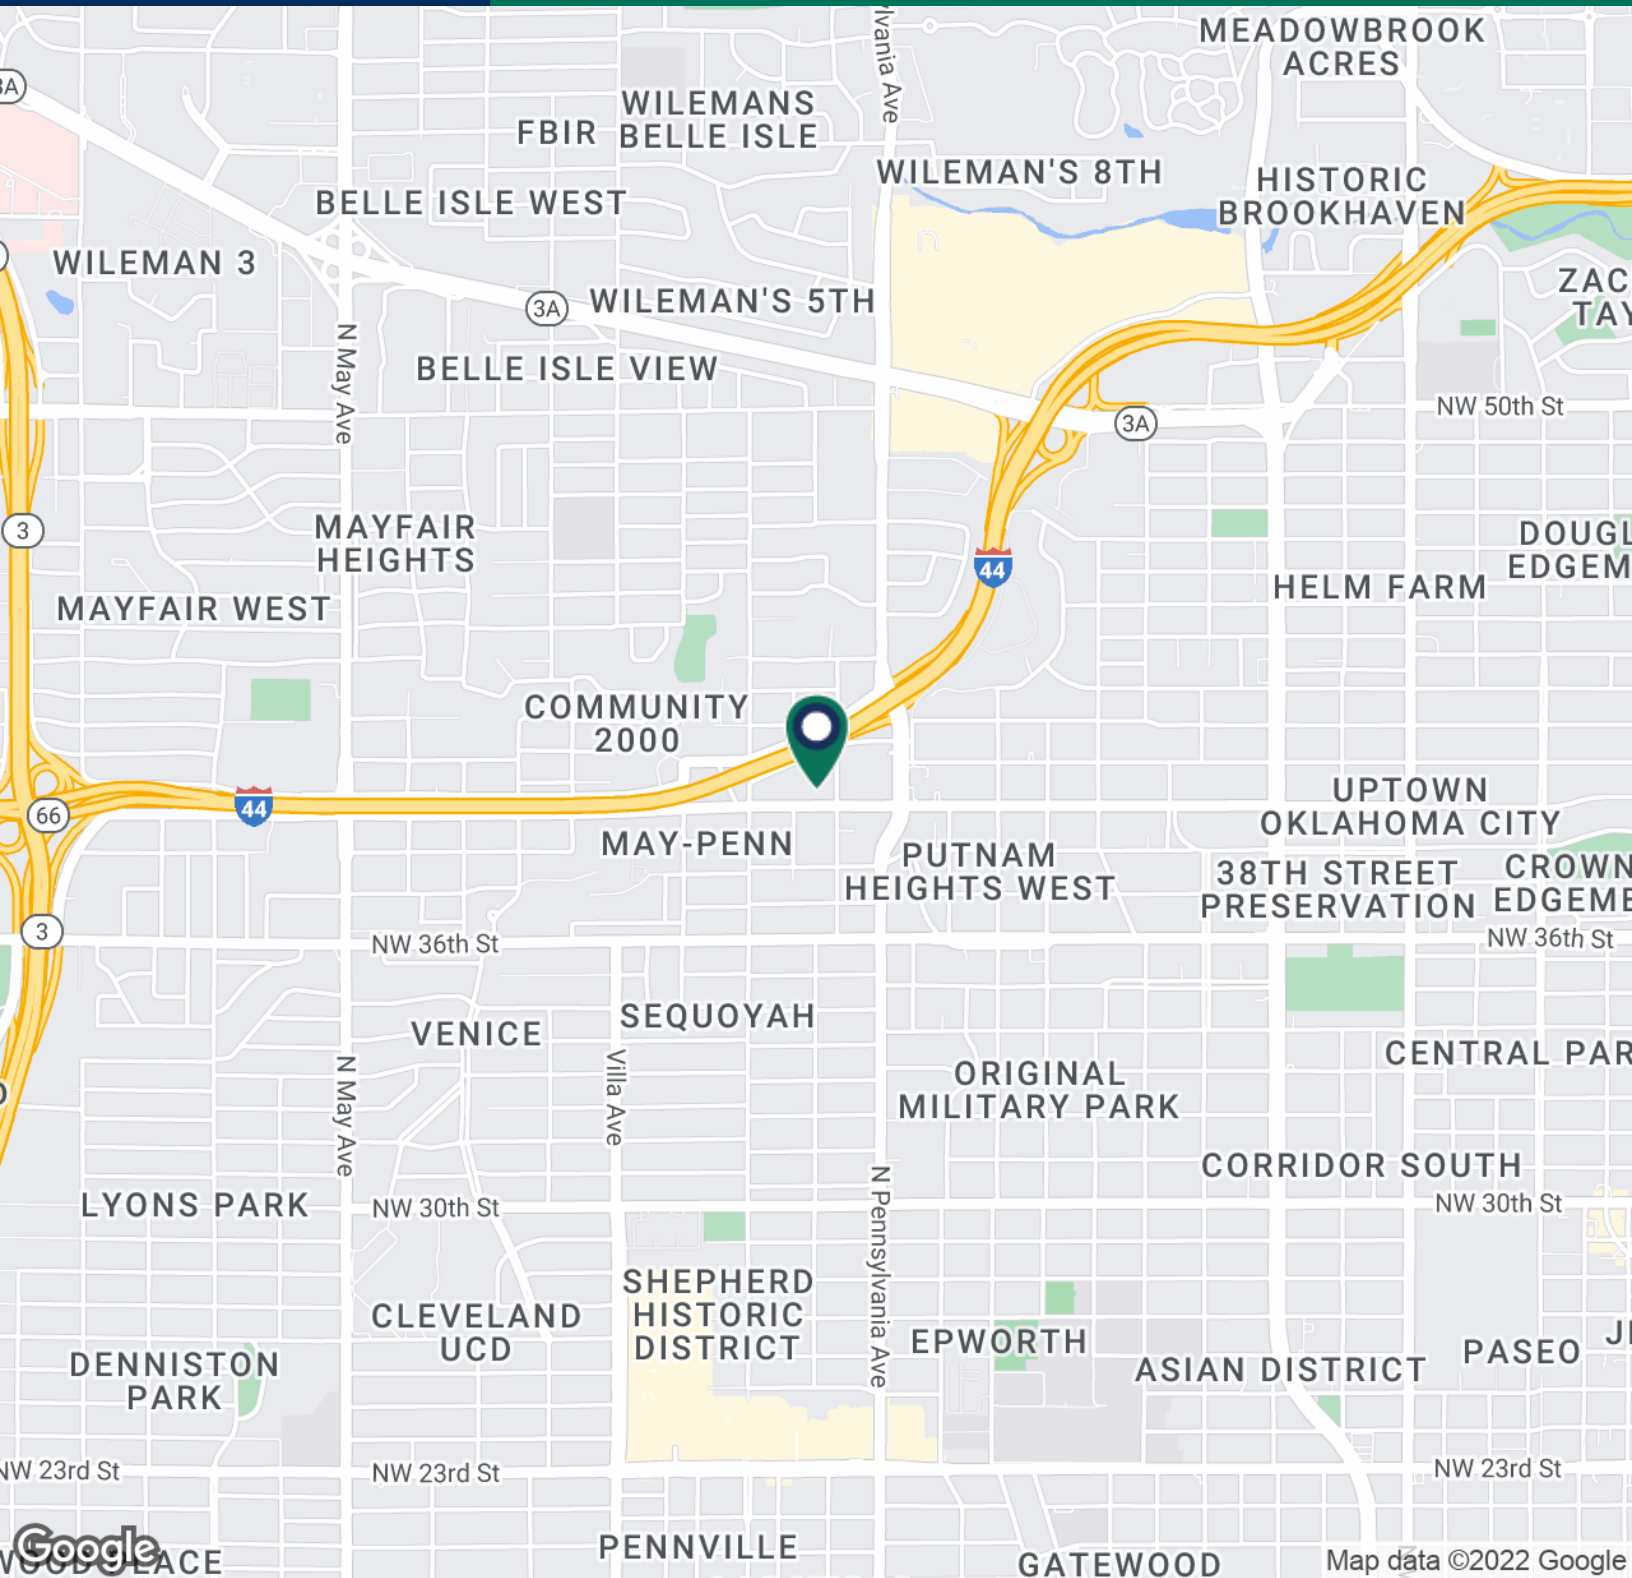 MEADOWBROOK
ACRES
3A
WILEMANS
BELLE ISLE
FBIR
WILEMAN'S 8TH
HISTORIC
BROOKHAVEN
BELLE ISLE WEST
WILEMAN 3
ZAC
TAY
3A
WILEMAN'S 5TH
N May Ave
BELLE ISLE VIEW
NW 50th St
3A
3
MAYFAIR
HEIGHTS
DOUGL
EDGEM
44
HELM FARM
MAYFAIR WEST
COMMUNITY
2000
44
66
UPTOWN
OKLAHOMA CITY
MAY-PENN
PUTNAM
HEIGHTS WEST
38TH STREET
PRESERVATION
CROWN
EDGEME
3
NW 36th St
NW 36th St
SEQUOYAH
VENICE
CENTRAL PAR
N May Ave
Villa Ave
ORIGINAL
MILITARY PARK
CORRIDOR SOUTH
LYONS PARK
NW 30th St
NW 30th St
N Pennsylvania Ave
SHEPHERD
HISTORIC
DISTRICT
CLEVELAND
UCD
EPWORTH
DENNISTON
PARK
ASIAN DISTRICT
PASEO
NW 23rd St
NW 23rd St
NW 23rd St
PENNVILLE
GATEWOOD
Google
Map data ©2022 Google